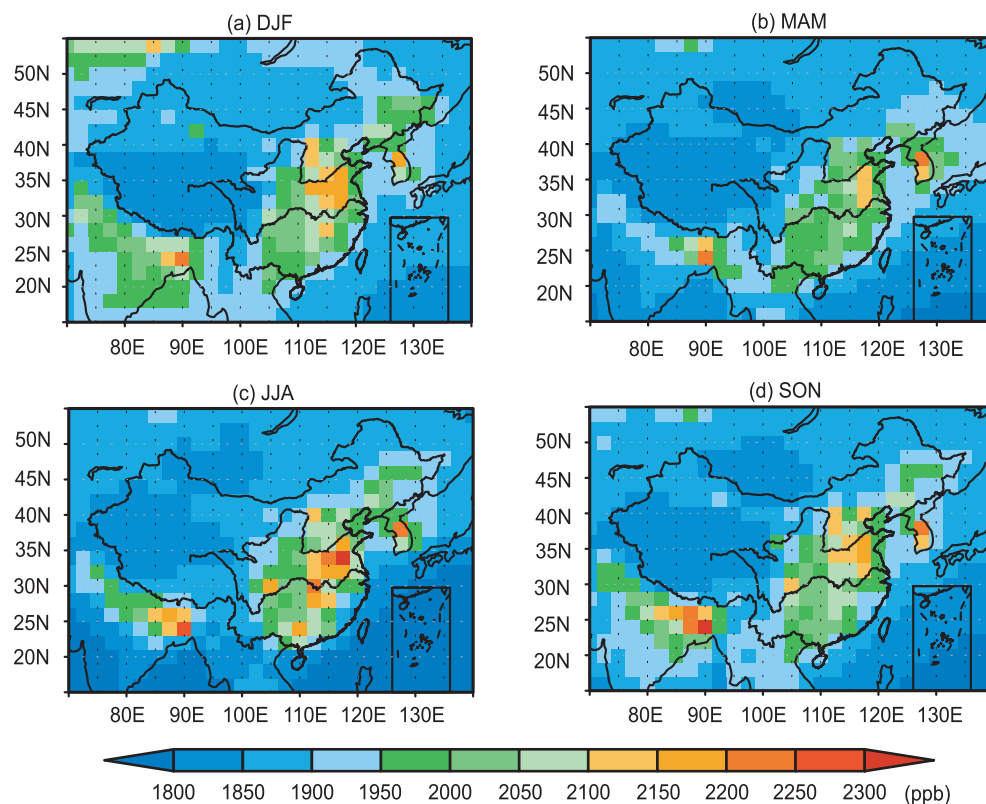 (a) DJF
(b) MAM
50N
45N
40N
35N
30N
25N
20N
80E 90E 100E 110E 120E 130E
50N
45N
40N
35N
30N
25N
20N
80E 90E 100E 110E 120E 130E
(c) JJA
(d) SON
50N
45N
40N
35N
30N
25N
20N
80E 90E 100E 110E 120E 130E
50N
45N
40N
35N
30N
25N
20N
80E 90E 100E 110E 120E 130E
1800 1850 1900 1950 2000 2050 2100 2150 2200 2250 2300 (ppb)